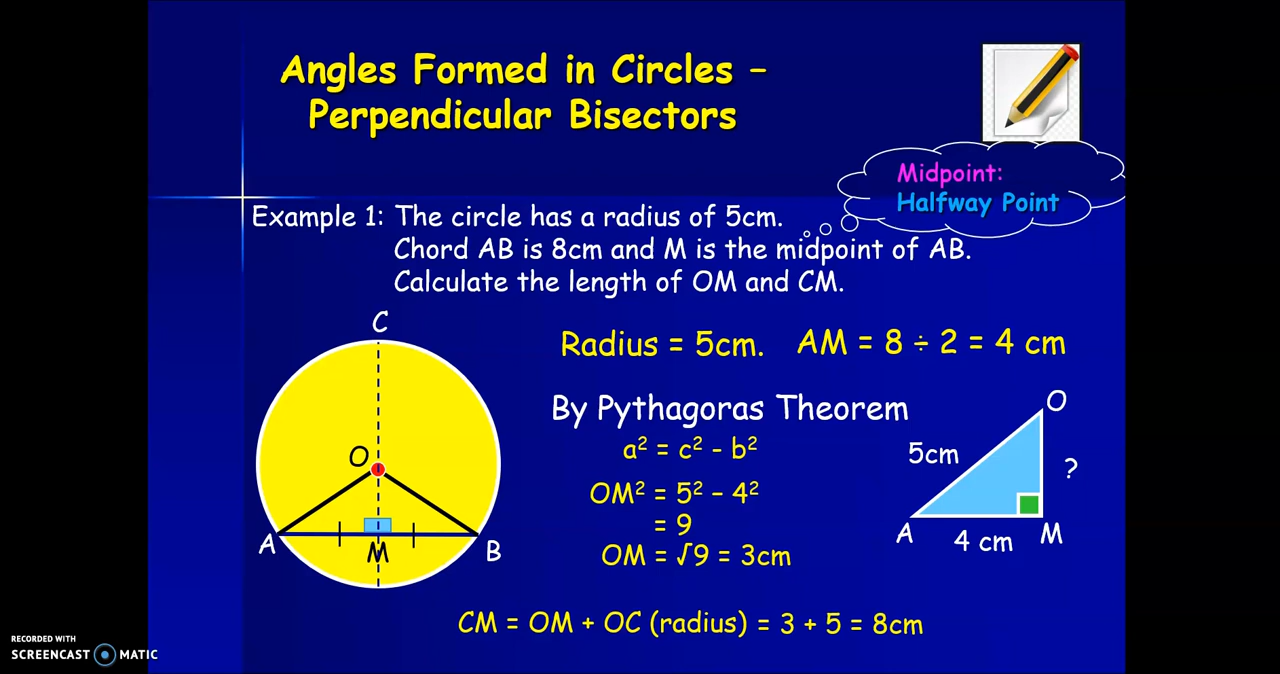 Angles Formed in Circles –
Perpendicular Bisectors
Midpoint:
Halfway Point
Example 1: The circle has a radius of 5cm.
Chord AB is 8cm and M is the midpoint of AB.
Calculate the length of OM and CM.
C
Radius = 5cm. AM = 8 ÷ 2 = 4 cm
By Pythagoras Theorem
a² = c² - b²
OM² = 5² – 4²
= 9
OM = √9 = 3cm
O
5cm
?
A
4 cm
M
O
A
M
B
CM = OM + OC (radius) = 3 + 5 = 8cm
RECORDED WITH
SCREENCAST MATIC